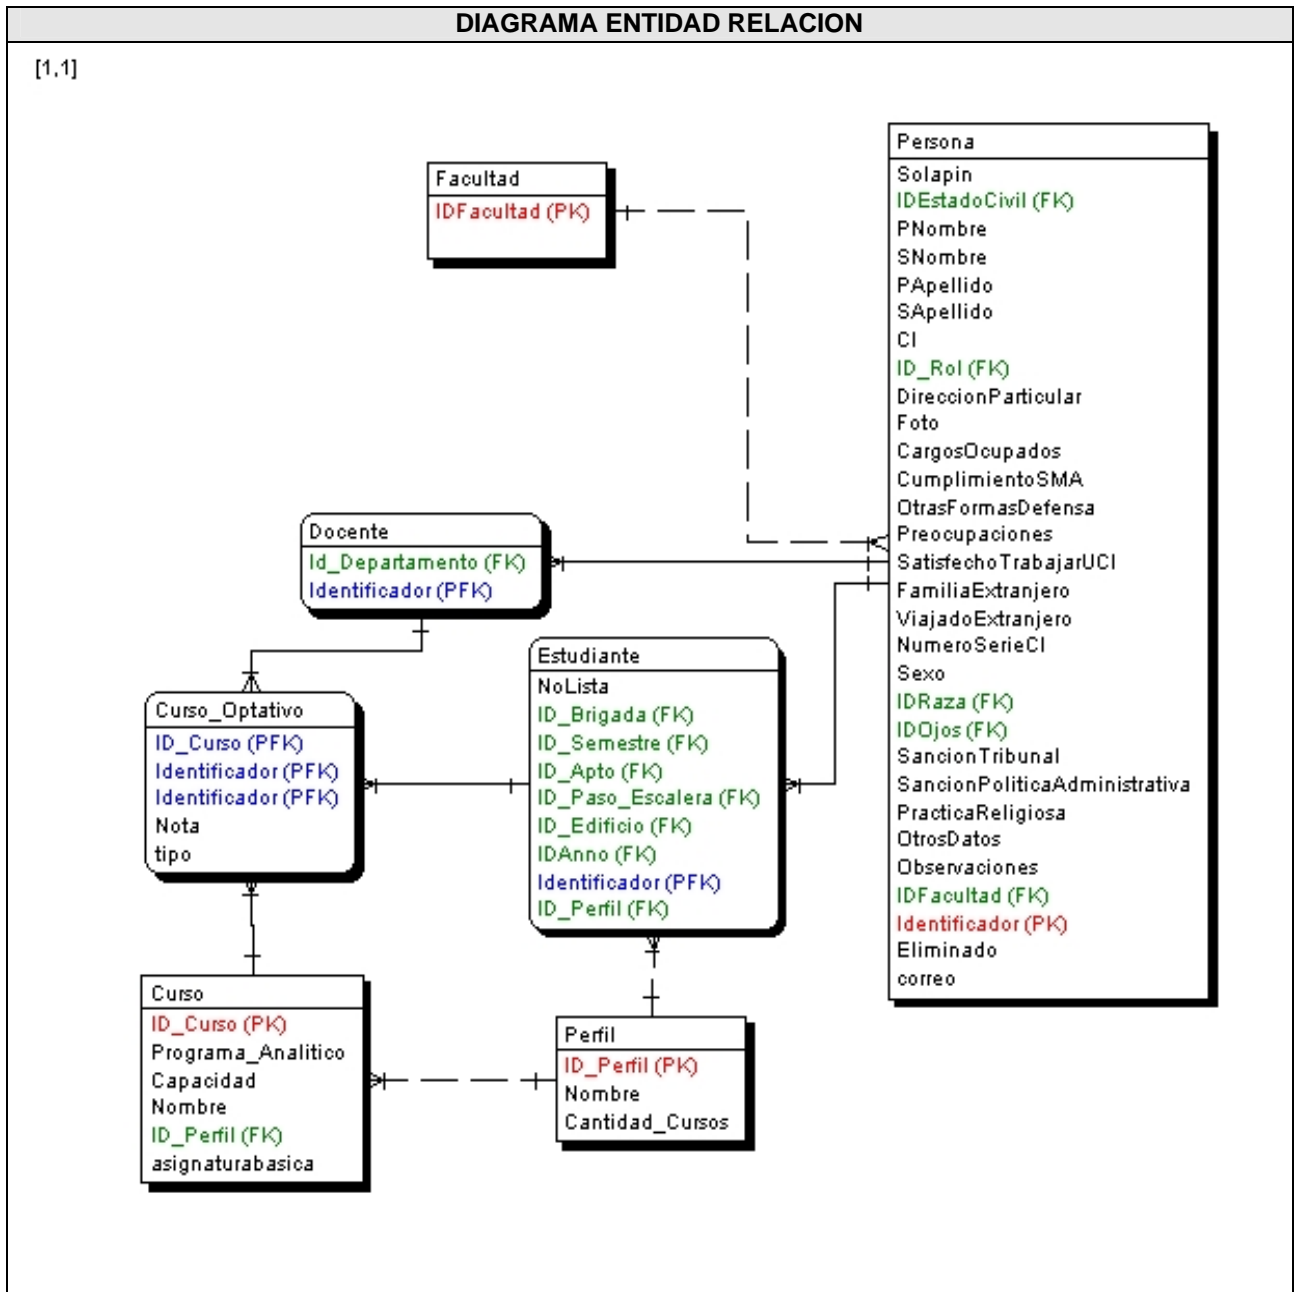 DIAGRAMA ENTIDAD RELACION
[1,1]
Facultad
IDFacultad (PK)
Persona
Solapin
IDEstadoCivil (FK)
PNombre
SNombre
PApellido
SApellido
CI
ID_Rol (FK)
DireccionParticular
Foto
CargosOcupados
CumplimientoSMA
OtrasFormasDefensa
Preocupaciones
SatisfechoTrabajarUCI
FamiliaExtranjero
ViajadoExtranjero
NumeroSerieCI
Sexo
IDRaza (FK)
IDOjos (FK)
SancionTribunal
SancionPoliticaAdministrativa
PracticaReligiosa
OtrosDatos
Observaciones
IDFacultad (FK)
Identificador (PK)
Eliminado
correo
Docente
Id_Departamento (FK)
Identificador (PFK)
Estudiante
NoLista
ID_Brigada (FK)
ID_Semestre (FK)
ID_Apto (FK)
ID_Paso_Escalera (FK)
ID_Edificio (FK)
IDAnno (FK)
Identificador (PFK)
ID_Perfil (FK)
Curso_Optativo
ID_Curso (PFK)
Identificador (PFK)
Identificador (PFK)
Nota
tipo
Curso
ID_Curso (PK)
Programa_Analitico
Capacidad
Nombre
ID_Perfil (FK)
asignaturabasica
Perfil
ID_Perfil (PK)
Nombre
Cantidad_Cursos